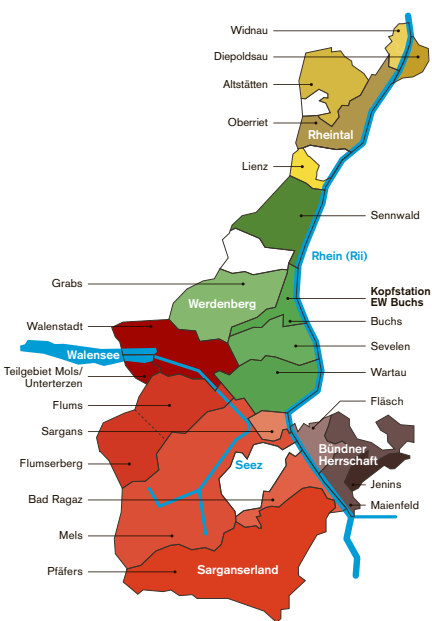 Widnau
Diepoldsau
Altstätten
Oberriet
Rheintal
Lienz
Sennwald
Rhein (Rii)
Grabs
Kopfstation
EW Buchs
Werdenberg
Buchs
Walenstadt
Sevelen
Walensee
Teilgebiet Mols/
Unterterzen
Wartau
Flums
Fläsch
Sargans
Bündner
Herrschaft
Flumserberg
Seez
Jenins
Bad Ragaz
Maienfeld
Mels
Pfäfers
Sarganserland